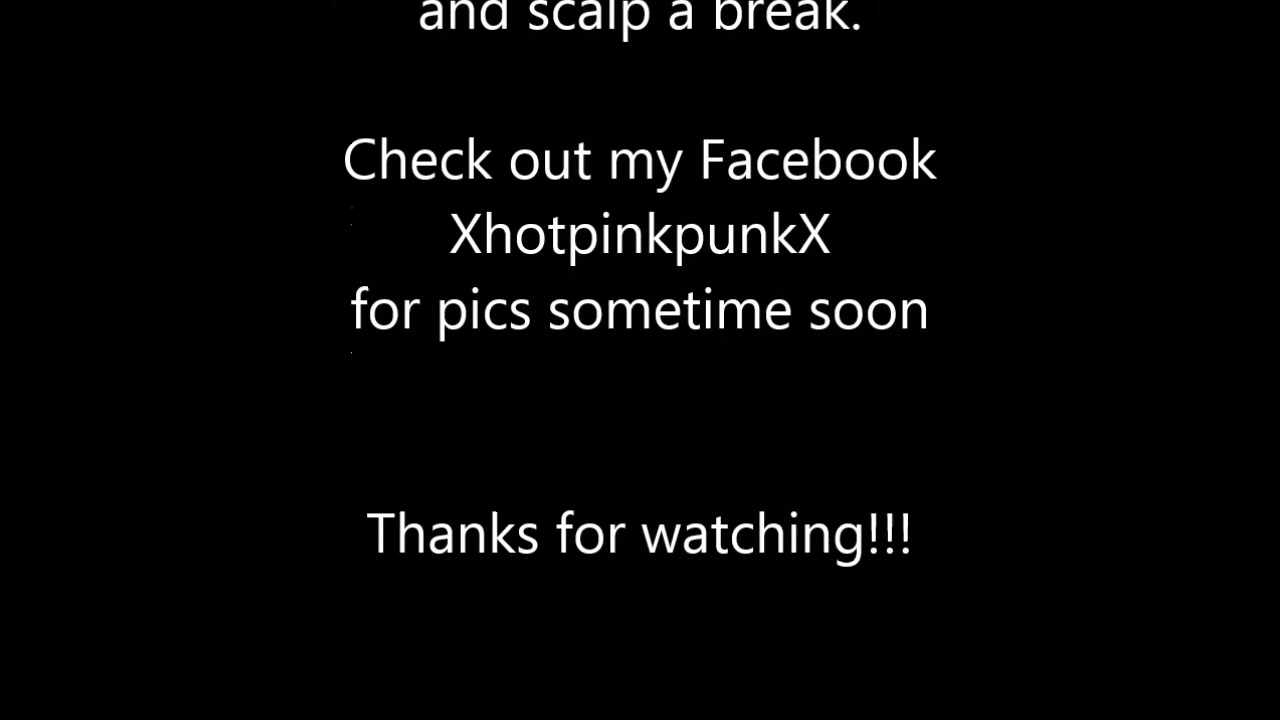 and scalp a break.
Check out my Facebook
XhotpinkpunkX
for pics sometime soon
Thanks for watching!!!